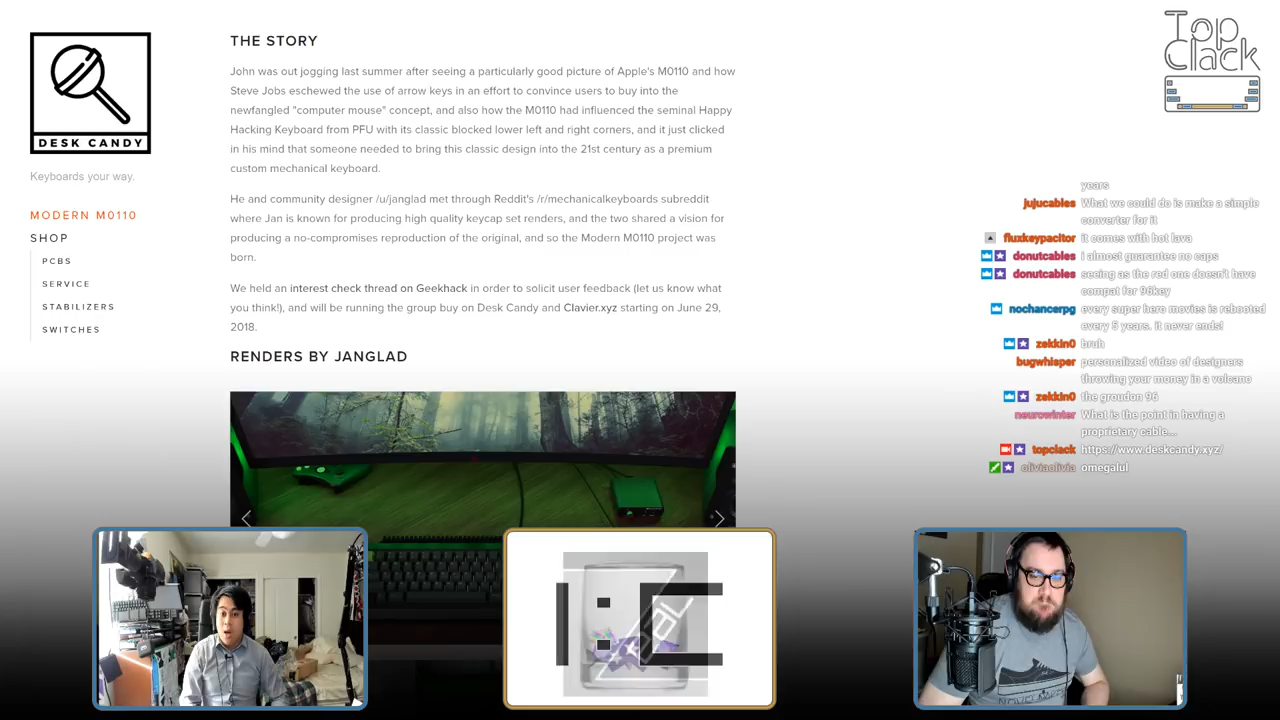 DESK CANDY
Keyboards your way.
MODERN M0110
SHOP
PCBS
SERVICE
STABILIZERS
SWITCHES
THE STORY
John was out jogging last summer after seeing a particularly good picture of Apple's M0110 and how
Steve Jobs eschewed the use of arrow keys in an effort to convince users to buy into the
newfangled "computer mouse" concept, and also how the M0110 had influenced the seminal Happy
Hacking Keyboard from PFU with its classic blocked lower left and right corners, and it just clicked
in his mind that someone needed to bring this classic design into the 21st century as a premium
custom mechanical keyboard.
He and community designer /u/janglad met through Reddit's /r/mechanicalkeyboards subreddit
where Jan is known for producing high quality keycap set renders, and the two shared a vision for
producing a no-compromises reproduction of the original, and so the Modern M0110 project was
born.
We held an interest check thread on Geekhack in order to solicit user feedback (let us know what
you think!), and will be running the group buy on Desk Candy and Clavier.xyz starting on June 29,
2018.
RENDERS BY JANGLAD
Top
Clack
years
jujucables What we could do is make a simple
converter for it
fluxkeypacitor it comes with hot lava
donutcables i almost guarantee no caps
donutcables seeing as the red one doesn't have
compat for 96key
nochancerpg every super hero movies is rebooted
every 5 years. it never ends!
zekkin0 bruh
bugwhisper personalized video of designers
throwing your money in a volcano
zekkin0 the groudon 96
neurowinter What is the point in having a
proprietary cable...
topclack https://www.deskcandy.xyz/
oliviaolivia omegalul